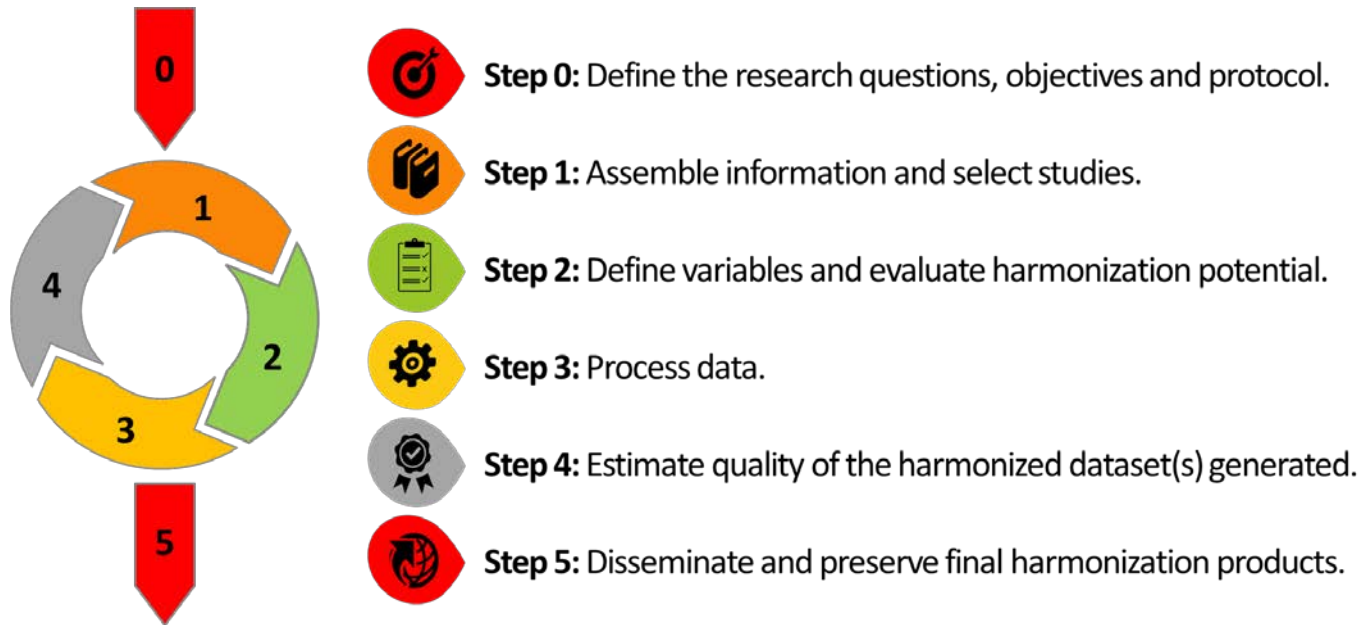 0
1
2
3
4
5
Step 0: Define the research questions, objectives and protocol.
Step 1: Assemble information and select studies.
Step 2: Define variables and evaluate harmonization potential.
Step 3: Process data.
Step 4: Estimate quality of the harmonized dataset(s) generated.
Step 5: Disseminate and preserve final harmonization products.